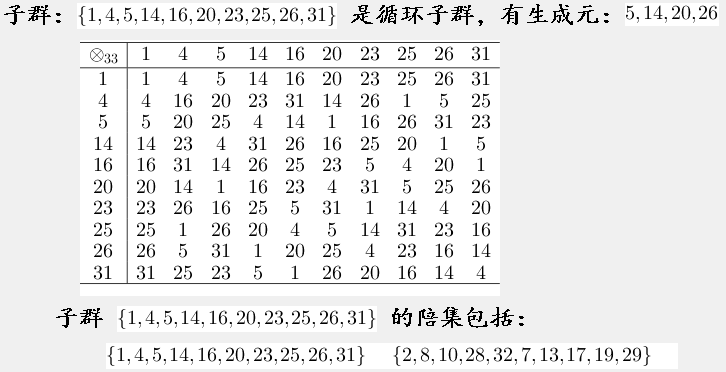 子群：{1,4,5,14,16,20,23,25,26,31} 是循环子群，有生成元：5,14,20,26
⊗33 1 4 5 14 16 20 23 25 26 31
1 1 4 5 14 16 20 23 25 26 31
4 4 16 20 23 31 14 26 1 5 25
5 5 20 25 4 14 1 16 26 31 23
14 14 23 4 31 26 16 25 20 1 5
16 16 31 14 26 25 23 5 4 20 1
20 20 14 1 16 23 4 31 5 25 26
23 23 26 16 25 5 31 1 14 4 20
25 25 1 26 20 4 5 14 31 23 16
26 26 5 31 1 20 25 4 23 16 14
31 31 25 23 5 1 26 20 16 14 4
子群 {1,4,5,14,16,20,23,25,26,31} 的陪集包括：
{1,4,5,14,16,20,23,25,26,31} {2,8,10,28,32,7,13,17,19,29}